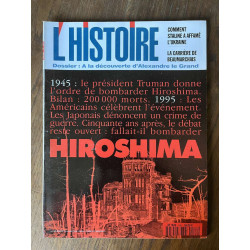 L'HISTOIRE
COMMENT
STALINE A AFFAMÉ
L'UKRAINE
LA CARRIÈRE DE
BEAUMARCHAIS
Dossier : A la découverte d'Alexandre le Grand
1945 : le président Truman donne
l'ordre de bombarder Hiroshima.
Bilan : 200 000 morts. 1995 : Les
Américains célèbrent l'événement.
Les Japonais dénoncent un crime de
guerre. Cinquante ans après, le débat
reste ouvert : fallait-il bombarder
HIROSHIMA